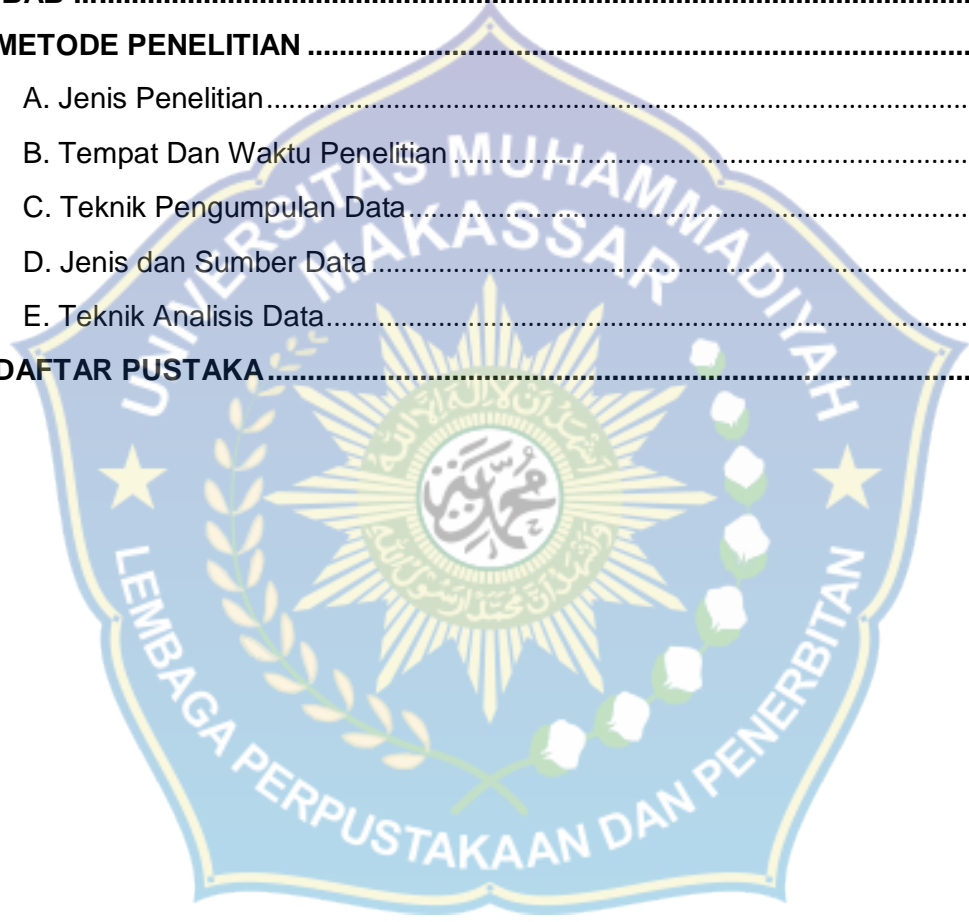 METODE PENELITIAN ........................................................................
A. Jenis Penelitian ........................................................................
B. Tempat Dan Waktu Penelitian ........................................................................
C. Teknik Pengumpulan Data ........................................................................
D. Jenis dan Sumber Data ........................................................................
E. Teknik Analisis Data ........................................................................
DAFTAR PUSTAKA ........................................................................
UNIVERSITAS MUHAMMADIYAH
MAKASSAR
LEMBAGA PERPUSTAKAAN DAN PENERBITAN